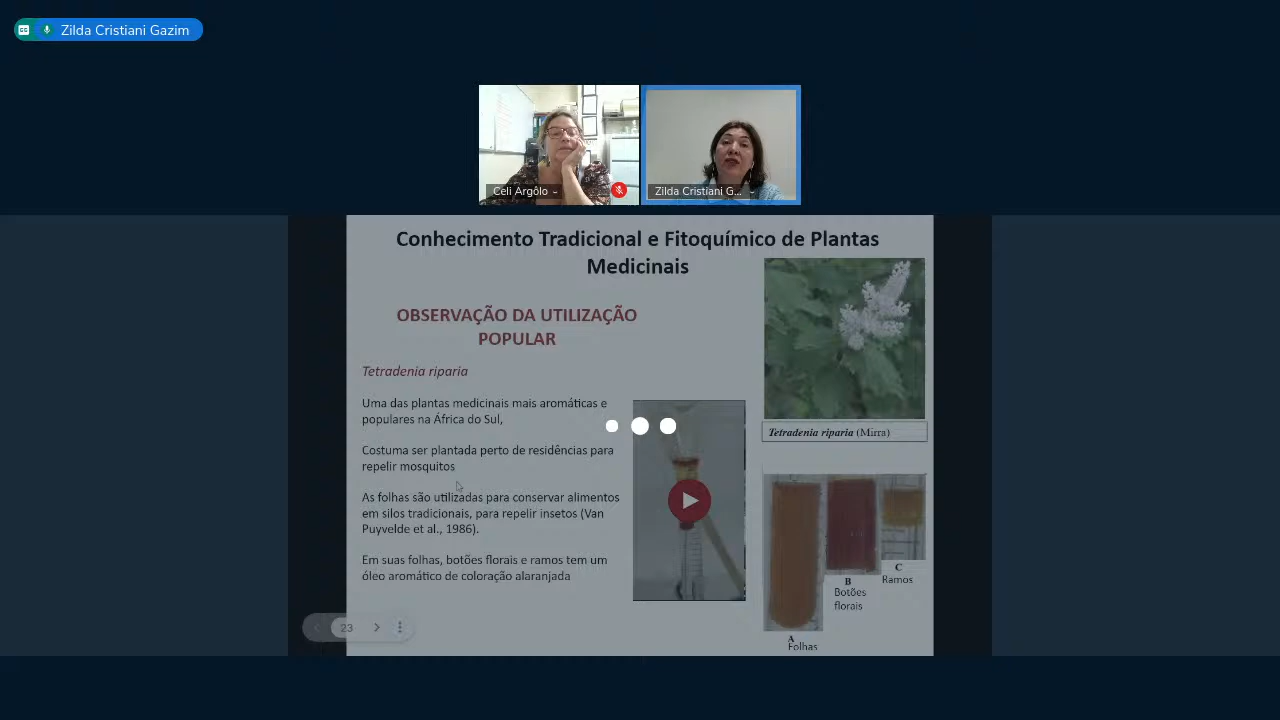 Zilda Cristiani Gazim
Celi Argôlo
Zilda Cristiani G...
Conhecimento Tradicional e Fitoquímico de Plantas
Medicinais
OBSERVAÇÃO DA UTILIZAÇÃO
POPULAR
Tetradenia riparia
Uma das plantas medicinais mais aromáticas e
populares na África do Sul,
Costuma ser plantada perto de residências para
repelir mosquitos
As folhas são utilizadas para conservar alimentos
em silos tradicionais, para repelir insetos (Van
Puyvelde et al., 1986).
Em suas folhas, botões florais e ramos tem um
óleo aromático de coloração alaranjada
Tetradenia riparia (Mirra)
C
Ramos
B
Botões
florais
A
Folhas
23